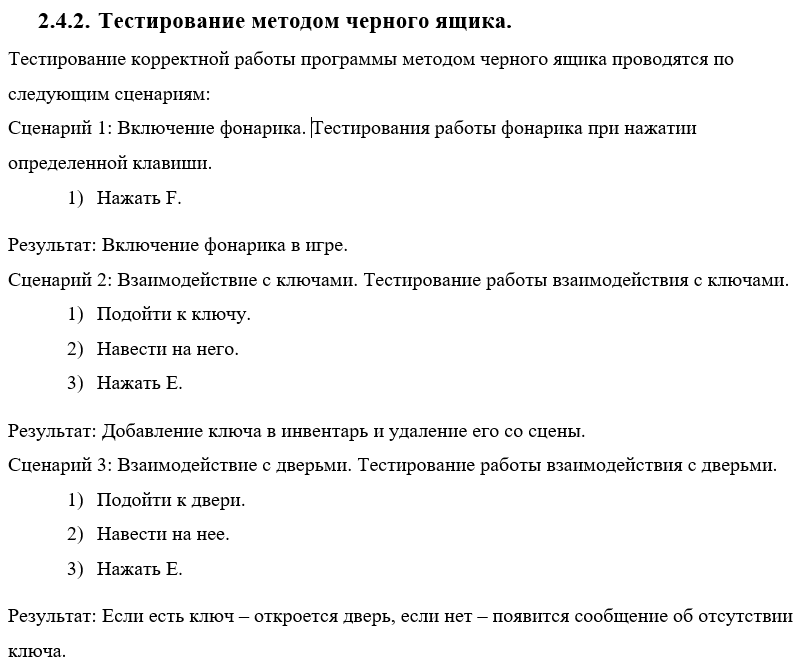 2.4.2. Тестирование методом черного ящика.
Тестирование корректной работы программы методом черного ящика проводятся по
следующим сценариям:
Сценарий 1: Включение фонарика. Тестирования работы фонарика при нажатии
определенной клавиши.
1) Нажать F.
Результат: Включение фонарика в игре.
Сценарий 2: Взаимодействие с ключами. Тестирование работы взаимодействия с ключами.
1) Подойти к ключу.
2) Навести на него.
3) Нажать E.
Результат: Добавление ключа в инвентарь и удаление его со сцены.
Сценарий 3: Взаимодействие с дверьми. Тестирование работы взаимодействия с дверьми.
1) Подойти к двери.
2) Навести на нее.
3) Нажать E.
Результат: Если есть ключ – откроется дверь, если нет – появится сообщение об отсутствии
ключа.